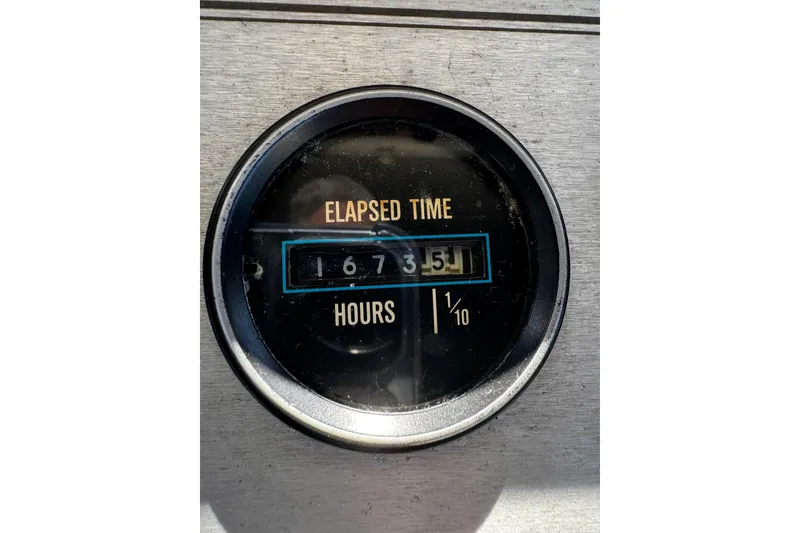 ELAPSED TIME
1 6 7 3 5
HOURS | 1/10